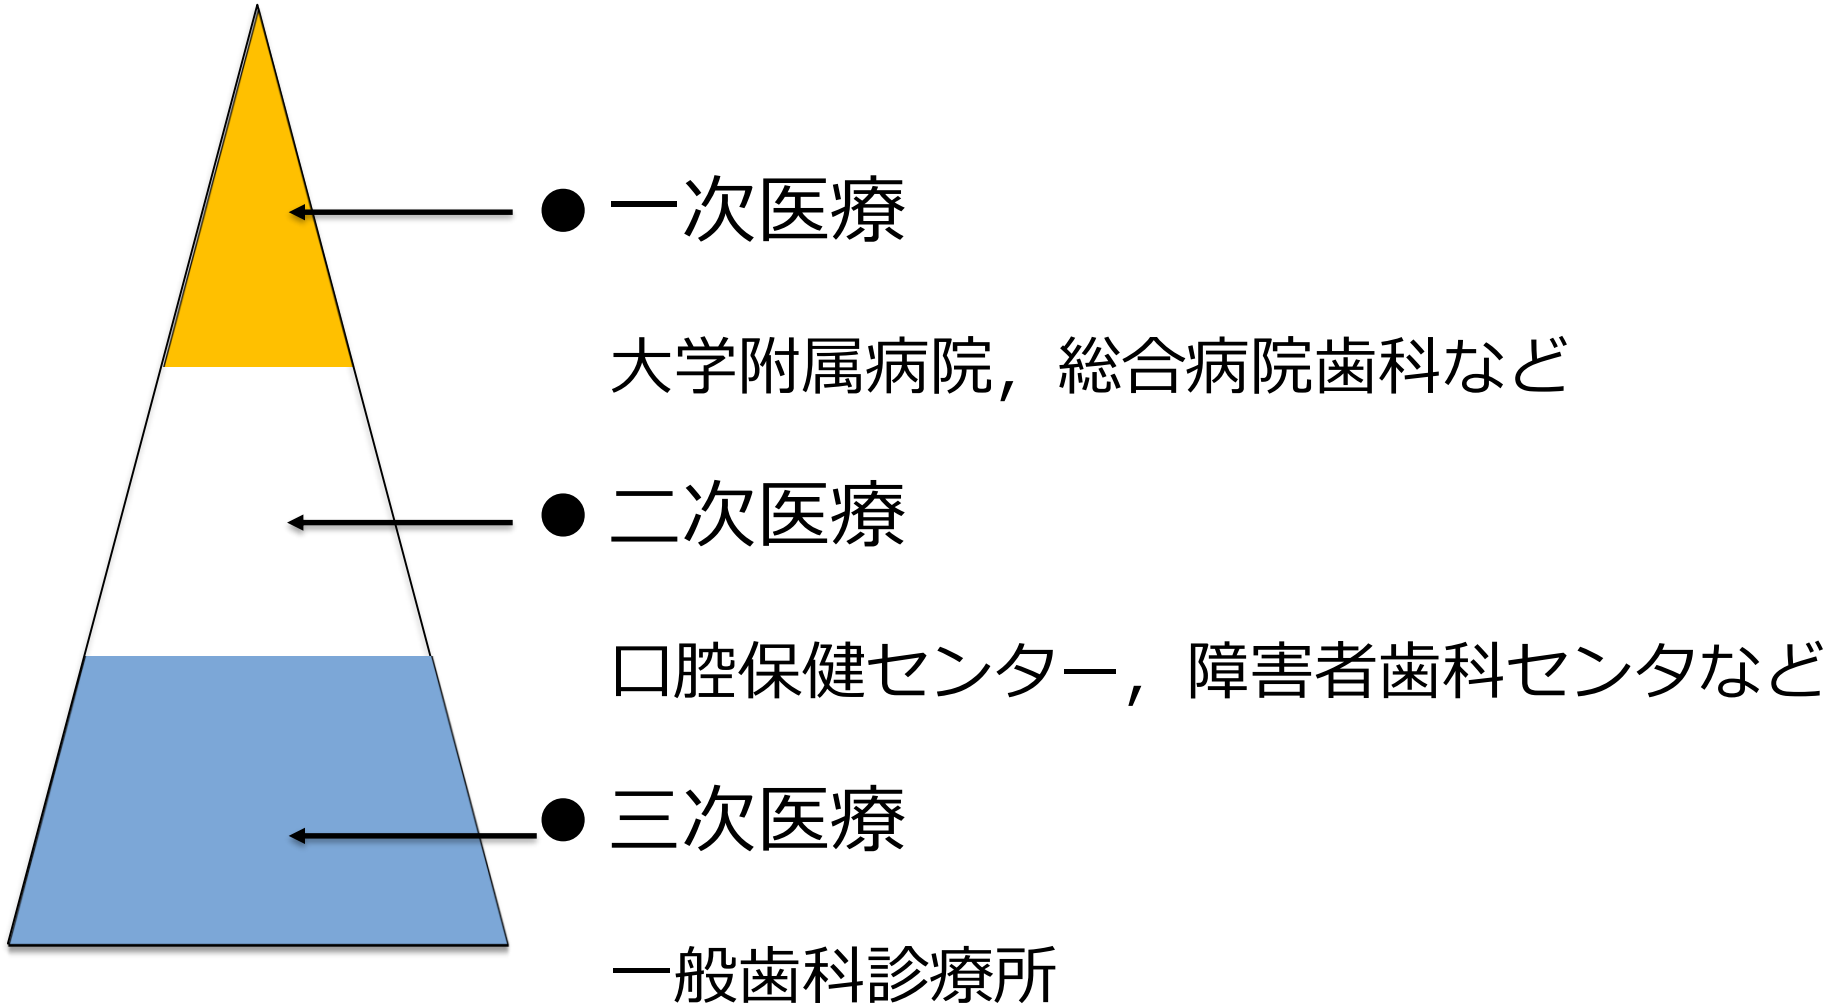 ● 一次医療
大学附属病院，総合病院歯科など
● 二次医療
口腔保健センター，障害者歯科センタなど
● 三次医療
一般歯科診療所